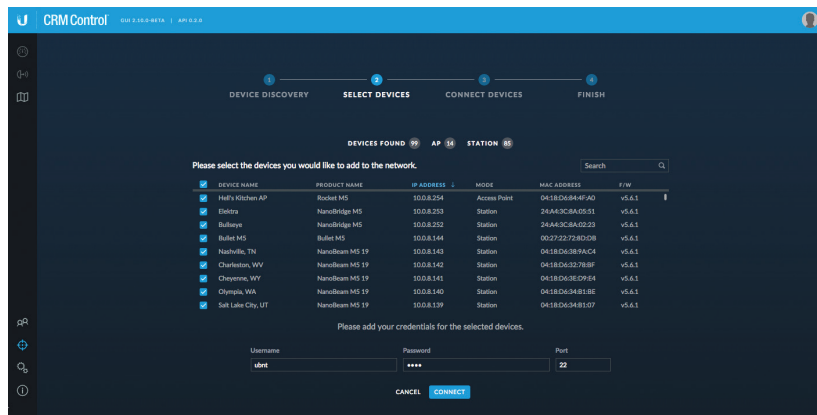 CRM Control GUI 2.10.0-BETA | API 0.2.0
1 2 3 4
DEVICE DISCOVERY SELECT DEVICES CONNECT DEVICES FINISH
DEVICES FOUND 99 AP 14 STATION 85
Please select the devices you would like to add to the network. Search
DEVICE NAME PRODUCT NAME IP ADDRESS ↓ MODE MAC ADDRESS F/W
Hell's Kitchen AP Rocket M5 10.0.8.254 Access Point 04:18:D6:84:4F:A0 v5.6.1
Elektra NanoBridge M5 10.0.8.253 Station 24:A4:3C:8A:05:51 v5.6.1
Bullseye NanoBridge M5 10.0.8.252 Station 24:A4:3C:8A:02:23 v5.6.1
Bullet M5 Bullet M5 10.0.8.144 Station 00:27:22:72:8D:DB v5.6.1
Nashville, TN NanoBeam M5 19 10.0.8.143 Station 04:18:D6:38:9A:C4 v5.6.1
Charleston, WV NanoBeam M5 19 10.0.8.142 Station 04:18:D6:32:78:BF v5.6.1
Cheyenne, WY NanoBeam M5 19 10.0.8.141 Station 04:18:D6:3E:D9:E4 v5.6.1
Olympia, WA NanoBeam M5 19 10.0.8.140 Station 04:18:D6:34:B1:BE v5.6.1
Salt Lake City, UT NanoBeam M5 19 10.0.8.139 Station 04:18:D6:34:B1:07 v5.6.1
Please add your credentials for the selected devices.
Username Password Port
ubnt •••• 22
CANCEL CONNECT